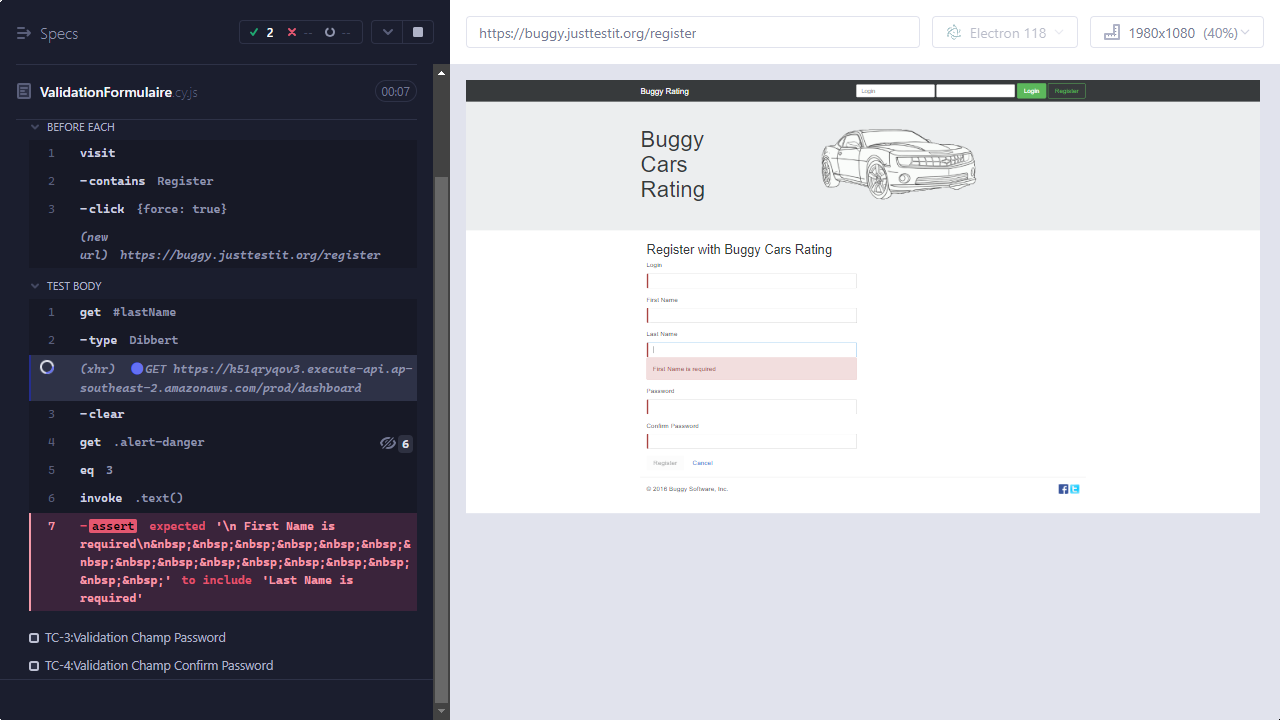 Specs
2
--
--
ValidationFormulaire.cy.js
00:07
BEFORE EACH
1 visit
2 -contains Register
3 -click {force: true}
(new
url) https://buggy.justtestit.org/register
TEST BODY
1 get #lastName
2 -type Dibbert
(xhr) GET https://k51qryqov3.execute-api.ap-
southeast-2.amazonaws.com/prod/dashboard
3 -clear
4 get .alert-danger 6
5 eq 3
6 invoke .text()
7 -assert expected '\n First Name is
required\n&nbsp;&nbsp;&nbsp;&nbsp;&nbsp;&nbsp;&
nbsp;&nbsp;&nbsp;&nbsp;&nbsp;&nbsp;&nbsp;&nbsp;
&nbsp;&nbsp;' to include 'Last Name is
required'
TC-3:Validation Champ Password
TC-4:Validation Champ Confirm Password
https://buggy.justtestit.org/register
Electron 118
1980x1080 (40%)
Buggy Rating
Login
Login
Register
Buggy
Cars
Rating
Register with Buggy Cars Rating
Login
First Name
Last Name
First Name is required
Password
Confirm Password
Register Cancel
© 2016 Buggy Software, Inc.